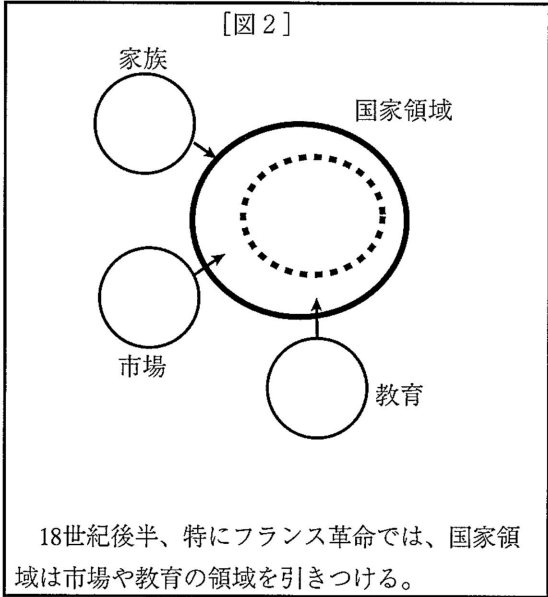 [図2]
家族
国家領域
市場
教育
18世紀後半、特にフランス革命では、国家領
域は市場や教育の領域を引きつける。